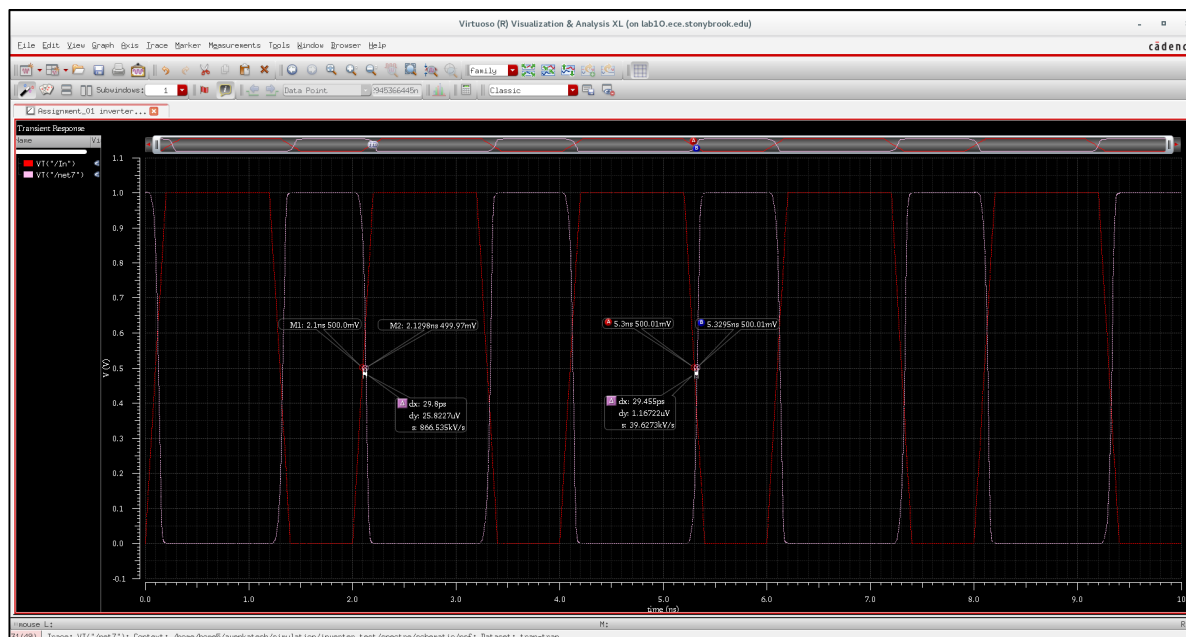 Virtuoso (R) Visualization & Analysis XL (on lab10.ece.stonybrook.edu)
File Edit View Graph Axis Trace Marker Measurements Tools Window Browser Help
cādenc
Family
Subwindows: 1
Data Point
945366445n
Classic
Assignment_01 inverter...
Transient Response
Name
Vi
VT("/In")
VT("/net7")
1.1
1.0
0.9
0.8
0.7
0.6
0.5
0.4
0.3
0.2
0.1
0.0
-0.1
V (V)
M1: 2.1ns 500.0mV
M2: 2.1298ns 499.97mV
A 5.3ns 500.01mV
B 5.3295ns 500.01mV
dx: 29.8ps
dy: 25.8227uV
s: 866.535kV/s
dx: 29.455ps
dy: 1.16722uV
s: 39.6273kV/s
0.0 1.0 2.0 3.0 4.0 5.0 6.0 7.0 8.0 9.0 10
time (ns)
mouse L:
M:
R